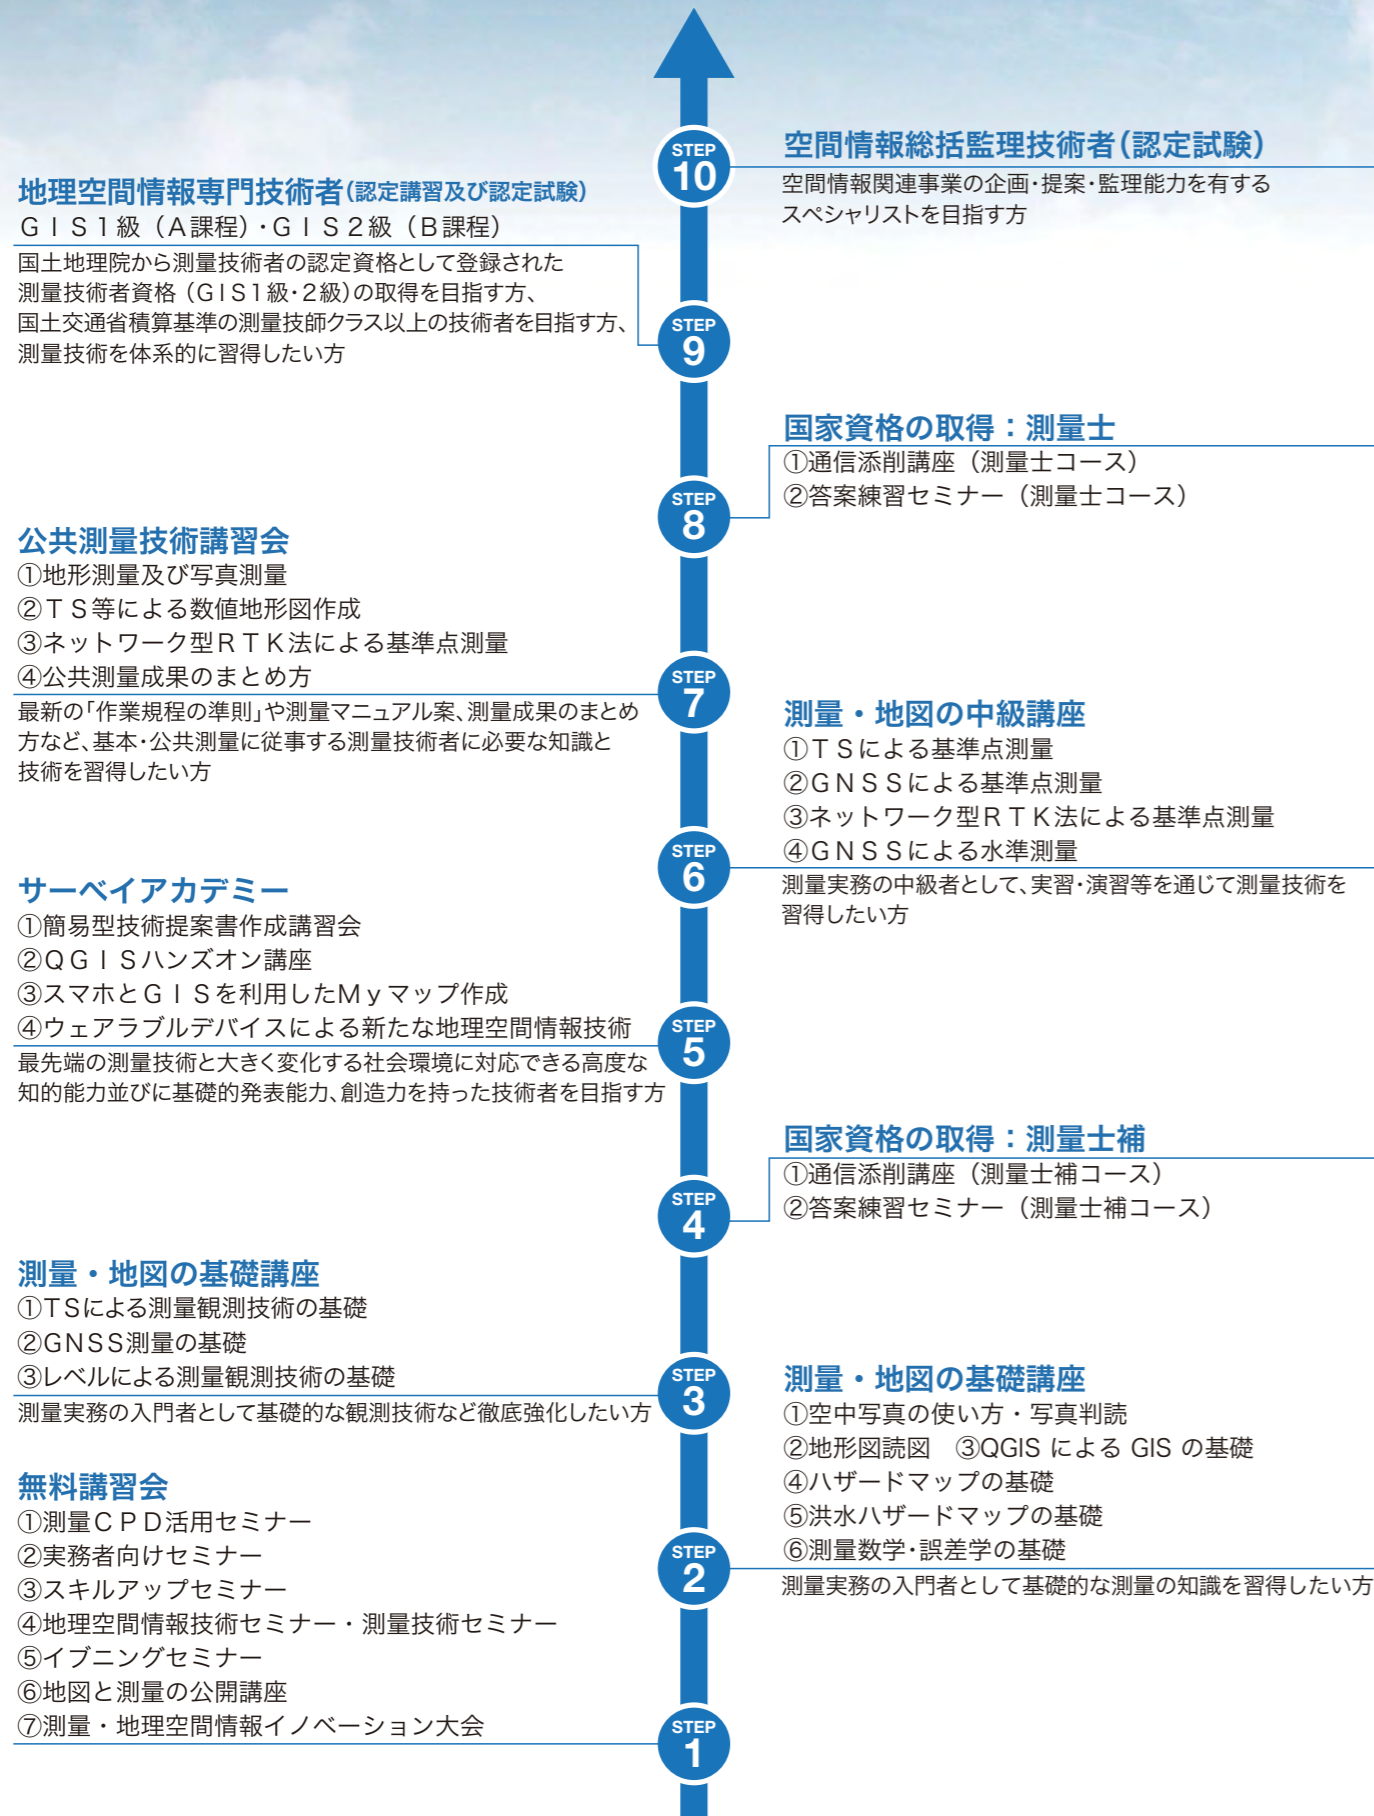 STEP
10
空間情報総括監理技術者（認定試験）
空間情報関連事業の企画・提案・監理能力を有する
スペシャリストを目指す方
地理空間情報専門技術者（認定講習及び認定試験）
ＧＩＳ１級（Ａ課程）・ＧＩＳ２級（Ｂ課程）
国土地理院から測量技術者の認定資格として登録された
測量技術者資格（ＧＩＳ１級・２級）の取得を目指す方、
国土交通省積算基準の測量技師クラス以上の技術者を目指す方、
測量技術を体系的に習得したい方
STEP
9
国家資格の取得：測量士
①通信添削講座（測量士コース）
②答案練習セミナー（測量士コース）
STEP
8
公共測量技術講習会
①地形測量及び写真測量
②ＴＳ等による数値地形図作成
③ネットワーク型ＲＴＫ法による基準点測量
④公共測量成果のまとめ方
最新の「作業規程の準則」や測量マニュアル案、測量成果のまとめ
方など、基本・公共測量に従事する測量技術者に必要な知識と
技術を習得したい方
STEP
7
測量・地図の中級講座
①ＴＳによる基準点測量
②ＧＮＳＳによる基準点測量
③ネットワーク型ＲＴＫ法による基準点測量
④ＧＮＳＳによる水準測量
測量実務の中級者として、実習・演習等を通じて測量技術を
習得したい方
STEP
6
サーベイアカデミー
①簡易型技術提案書作成講習会
②ＱＧＩＳハンズオン講座
③スマホとＧＩＳを利用したＭｙマップ作成
④ウェアラブルデバイスによる新たな地理空間情報技術
最先端の測量技術と大きく変化する社会環境に対応できる高度な
知的能力並びに基礎的発表能力、創造力を持った技術者を目指す方
STEP
5
国家資格の取得：測量士補
①通信添削講座（測量士補コース）
②答案練習セミナー（測量士補コース）
STEP
4
測量・地図の基礎講座
①TSによる測量観測技術の基礎
②GNSS測量の基礎
③レベルによる測量観測技術の基礎
測量実務の入門者として基礎的な観測技術など徹底強化したい方
STEP
3
測量・地図の基礎講座
①空中写真の使い方・写真判読
②地形図読図　③QGIS による GIS の基礎
④ハザードマップの基礎
⑤洪水ハザードマップの基礎
⑥測量数学・誤差学の基礎
測量実務の入門者として基礎的な測量の知識を習得したい方
STEP
2
無料講習会
①測量ＣＰＤ活用セミナー
②実務者向けセミナー
③スキルアップセミナー
④地理空間情報技術セミナー・測量技術セミナー
⑤イブニングセミナー
⑥地図と測量の公開講座
⑦測量・地理空間情報イノベーション大会
STEP
1